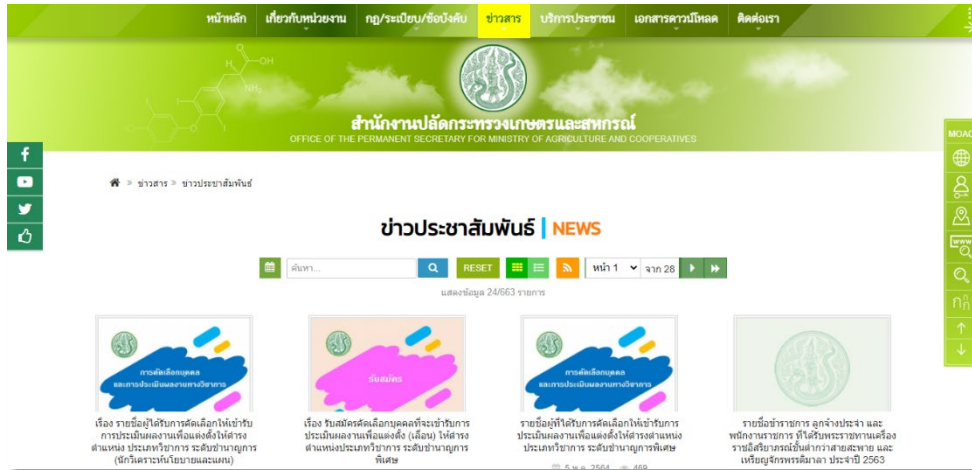 หน้าหลัก เกี่ยวกับหน่วยงาน กฎ/ระเบียบ/ข้อบังคับ ข่าวสาร บริการประชาชน เอกสารดาวน์โหลด ติดต่อเรา
H OH
NH₂
สำนักงานปลัดกระทรวงเกษตรและสหกรณ์
OFFICE OF THE PERMANENT SECRETARY FOR MINISTRY OF AGRICULTURE AND COOPERATIVES
MOAC
» ข่าวสาร » ข่าวประชาสัมพันธ์
ข่าวประชาสัมพันธ์ | NEWS
ค้นหา... RESET หน้า 1 จาก 28
แสดงข้อมูล 24/663 รายการ
การคัดเลือกบุคคล
และการประเมินผลงานทางวิชาการ
เรื่อง รายชื่อผู้ได้รับการคัดเลือกให้เข้ารับ
การประเมินผลงานเพื่อแต่งตั้งให้ดำรง
ตำแหน่ง ประเภทวิชาการ ระดับชำนาญการ
(นักวิเคราะห์นโยบายและแผน)
รับสมัคร
เรื่อง รับสมัครคัดเลือกบุคคลที่จะเข้ารับการ
ประเมินผลงานเพื่อแต่งตั้ง (เลื่อน) ให้ดำรง
ตำแหน่ง ประเภทวิชาการ ระดับชำนาญการ
พิเศษ
การคัดเลือกบุคคล
และการประเมินผลงานทางวิชาการ
รายชื่อผู้ที่ได้รับการคัดเลือกให้เข้ารับการ
ประเมินผลงานเพื่อแต่งตั้งให้ดำรงตำแหน่ง
ประเภทวิชาการ ระดับชำนาญการพิเศษ
5 พ.ค. 2564 469
รายชื่อข้าราชการ ลูกจ้างประจำ และ
พนักงานราชการ ที่ได้รับพระราชทานเครื่อง
ราชอิสริยาภรณ์ชั้นต่ำกว่าสายสะพาย และ
เหรียญจักรพรรดิมาลา ประจำปี 2563